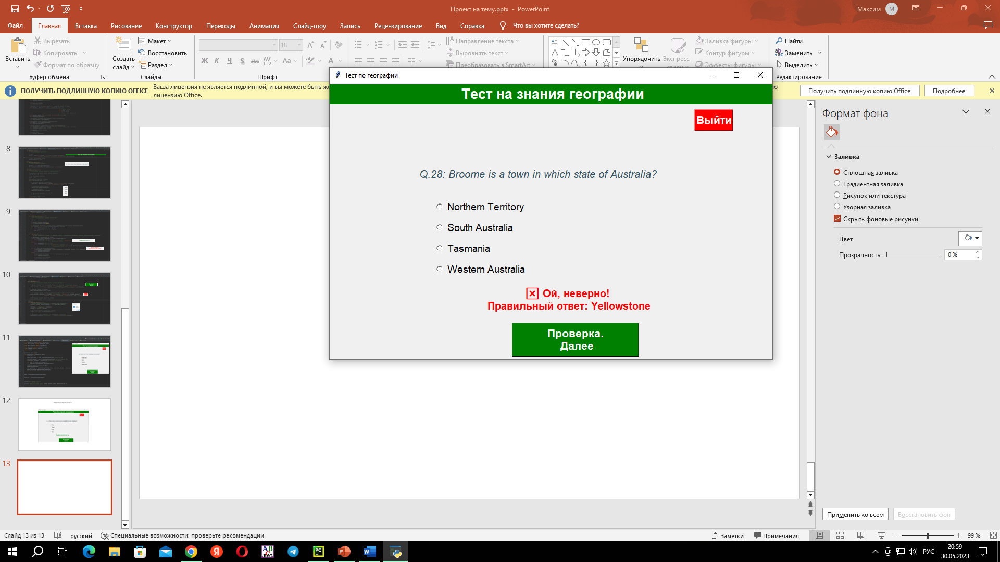 Проект на тему.pptx - PowerPoint
Максим
М
Файл
Главная
Вставка
Рисование
Конструктор
Переходы
Анимация
Слайд-шоу
Запись
Рецензирование
Вид
Справка
Что вы хотите сделать?
Вставить
Вырезать
Копировать
Формат по образцу
Буфер обмена
Создать слайд
Макет
Восстановить
Раздел
Слайды
18
Ж К Ч S abc AV Aa
Шрифт
Направление текста
Выровнять текст
Преобразовать в SmartArt
Упорядочить
Экспресс-
стили
Заливка фигуры
Контур фигуры
Эффекты фигуры
Найти
Заменить
Выделить
Редактирование
ПОЛУЧИТЬ ПОДЛИННУЮ КОПИЮ OFFICE
Ваша лицензия не является подлинной, и вы можете быть же
лицензию Office.
Получить подлинную копию Office
Подробнее
Тест по географии
Тест на знания географии
Выйти
Q.28: Broome is a town in which state of Australia?
Northern Territory
South Australia
Tasmania
Western Australia
Ой, неверно!
Правильный ответ: Yellowstone
Проверка.
Далее
8
9
10
11
12
13
Формат фона
Заливка
Сплошная заливка
Градиентная заливка
Рисунок или текстура
Узорная заливка
Скрыть фоновые рисунки
Цвет
Прозрачность
0 %
Применить ко всем
Восстановить фон
Слайд 13 из 13
русский
Специальные возможности: проверьте рекомендации
Заметки
Примечания
99 %
РУС
20:59
30.05.2023